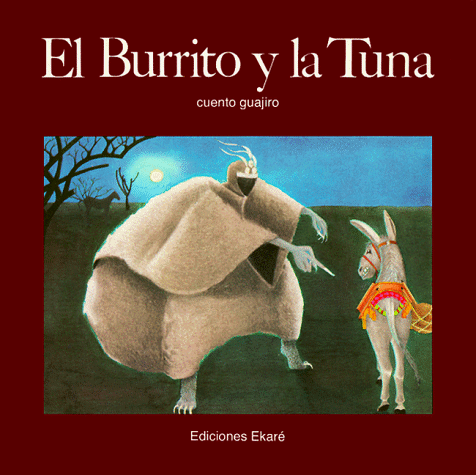 El Burrito y la Tuna
cuento guajiro
Ediciones Ekaré